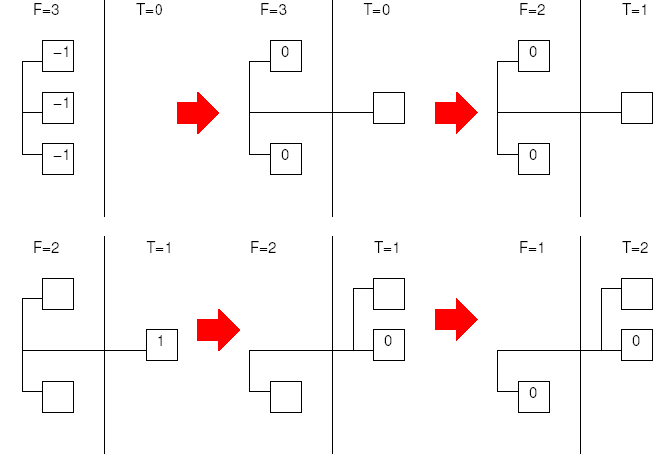 F=3 T=0 F=3 T=0 F=2 T=1
−1 0 0
−1
−1 0 0
F=2 T=1 F=2 T=1 F=1 T=2
1 0 0
0